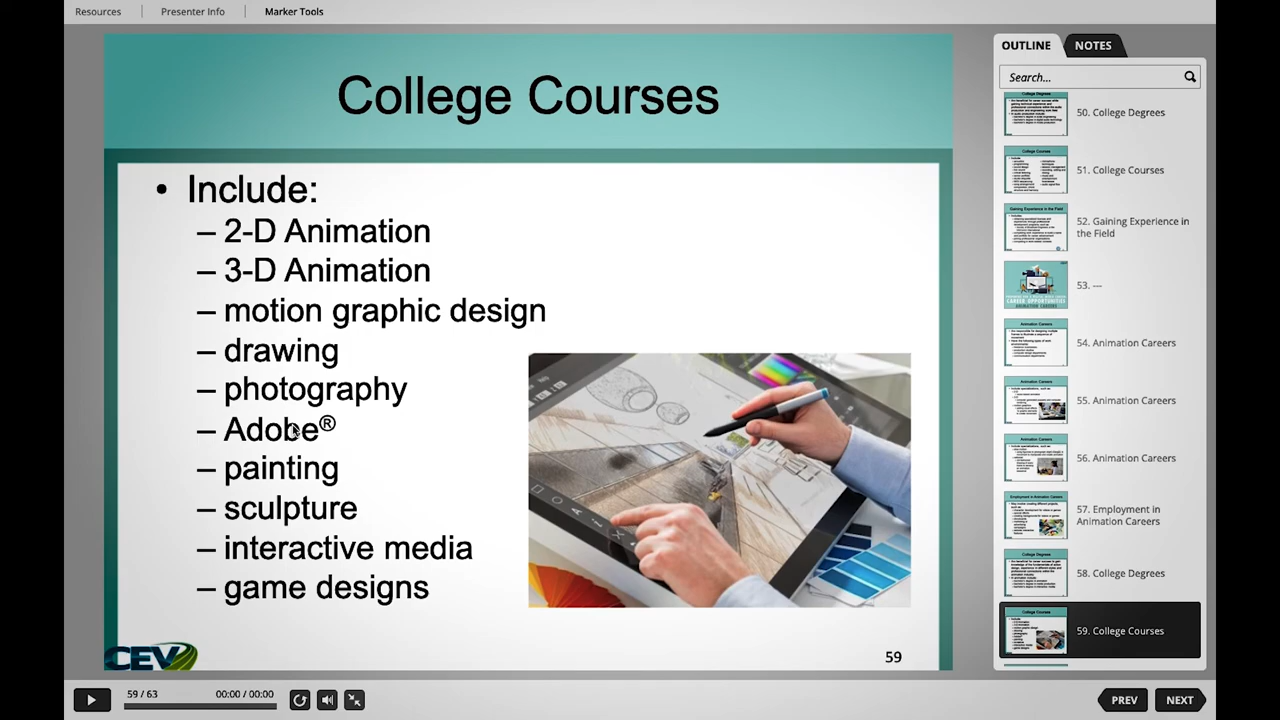 Resources
Presenter Info
Marker Tools
College Courses
• Include:
– 2-D Animation
– 3-D Animation
– motion graphic design
– drawing
– photography
– Adobe®
– painting
– sculpture
– interactive media
– game designs
CEV
59
OUTLINE
NOTES
Search...
50. College Degrees
51. College Courses
52. Gaining Experience in
the Field
53. ---
54. Animation Careers
55. Animation Careers
56. Animation Careers
57. Employment in
Animation Careers
58. College Degrees
59. College Courses
59 / 63
00:00 / 00:00
PREV
NEXT